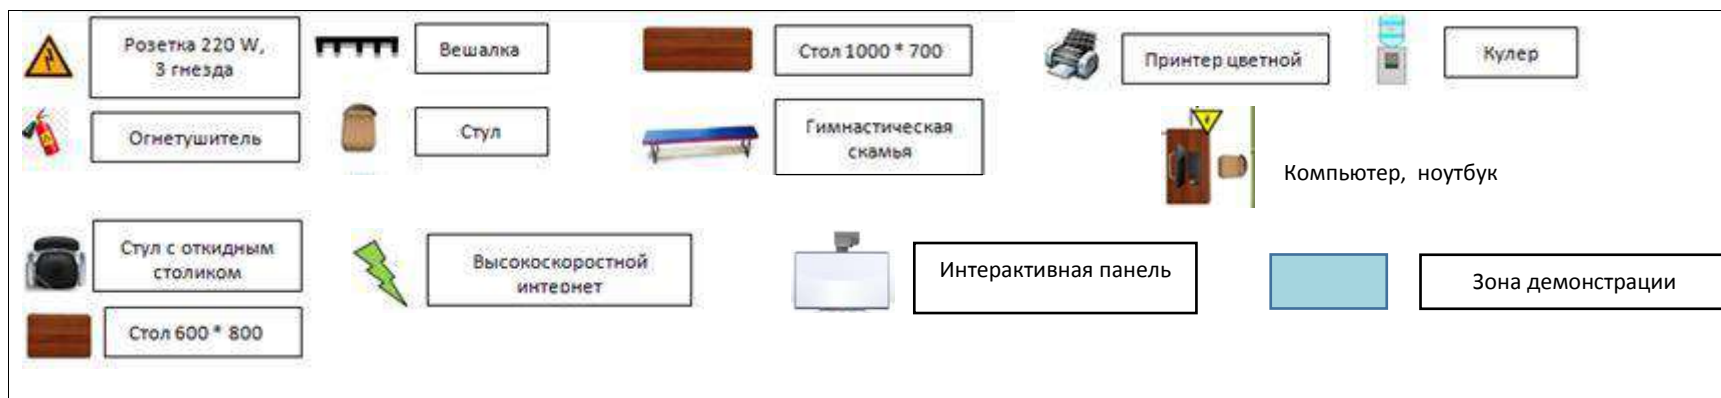 Розетка 220 W,
3 гнезда
Вешалка
Стол 1000 * 700
Принтер цветной
Кулер
Огнетушитель
Стул
Гимнастическая
скамья
Компьютер, ноутбук
Стул с откидным
столиком
Высокоскоростной
интернет
Интерактивная панель
Зона демонстрации
Стол 600 * 800